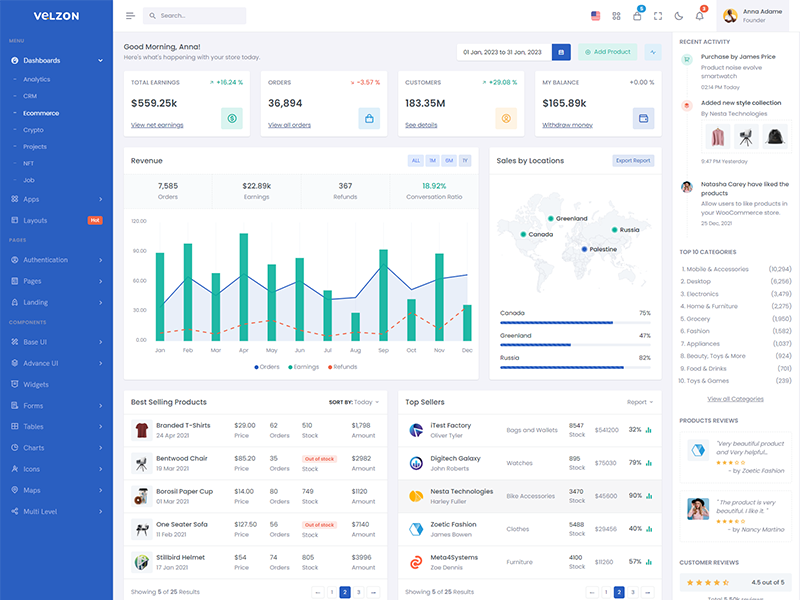 VELZON
MENU
Dashboards
Analytics
CRM
Ecommerce
Crypto
Projects
NFT
Job
Apps
Layouts
Hot
PAGES
Authentication
Pages
Landing
COMPONENTS
Base UI
Advance UI
Widgets
Forms
Tables
Charts
Icons
Maps
Multi Level
Search...
5
3
Anna Adame
Founder
Good Morning, Anna!
Here's what's happening with your store today.
01 Jan, 2023 to 31 Jan, 2023
Add Product
TOTAL EARNINGS +16.24 %
$559.25k
View net earnings
ORDERS -3.57 %
36,894
View all orders
CUSTOMERS +29.08 %
183.35M
See details
MY BALANCE +0.00 %
$165.89k
Withdraw money
Revenue
ALL 1M 6M 1Y
7,585 $22.89k 367 18.92%
Orders Earnings Refunds Conversation Ratio
120.00
90.00
60.00
30.00
0.00
Jan Feb Mar Apr May Jun Jul Aug Sep Oct Nov Dec
Orders Earnings Refunds
Sales by Locations
Export Report
Greenland
Canada
Russia
Palestine
Canada 75%
Greenland 47%
Russia 82%
Best Selling Products
SORT BY: Today
Branded T-Shirts $29.00 62 510 $1,798
24 Apr 2021 Price Orders Stock Amount
Bentwood Chair $85.20 35 Out of stock $2982
19 Mar 2021 Price Orders Stock Amount
Borosil Paper Cup $14.00 80 749 $1120
01 Mar 2021 Price Orders Stock Amount
One Seater Sofa $127.50 56 Out of stock $7140
11 Feb 2021 Price Orders Stock Amount
Stillbird Helmet $54 74 805 $3996
17 Jan 2021 Price Orders Stock Amount
Showing 5 of 25 Results
← 1 2 3 →
Top Sellers
Report
iTest Factory Bags and Wallets 8547 $541200 32%
Oliver Tyler Stock
Digitech Galaxy Watches 895 $75030 79%
John Roberts Stock
Nesta Technologies Bike Accessories 3470 $45600 90%
Harley Fuller Stock
Zoetic Fashion Clothes 5488 $29456 40%
James Bowen Stock
Meta4Systems Furniture 4100 $11260 57%
Zoe Dennis Stock
Showing 5 of 25 Results
← 1 2 3 →
RECENT ACTIVITY
Purchase by James Price
Product noise evolve
smartwatch
02:14 PM Today
Added new style collection
By Nesta Technologies
9:47 PM Yesterday
Natasha Carey have liked the
products
Allow users to like products in
your WooCommerce store.
25 Dec, 2021
TOP 10 CATEGORIES
1. Mobile & Accessories (10,294)
2. Desktop (6,256)
3. Electronics (3,479)
4. Home & Furniture (2,275)
5. Grocery (1,950)
6. Fashion (1,582)
7. Appliances (1,037)
8. Beauty, Toys & More (924)
9. Food & Drinks (701)
10. Toys & Games (239)
View all Categories
PRODUCTS REVIEWS
"Very beautiful product
and Very helpful..
- by Zoetic Fashion
"The product is very
beautiful. I like it. "
- by Nancy Martino
CUSTOMER REVIEWS
4.5 out of 5